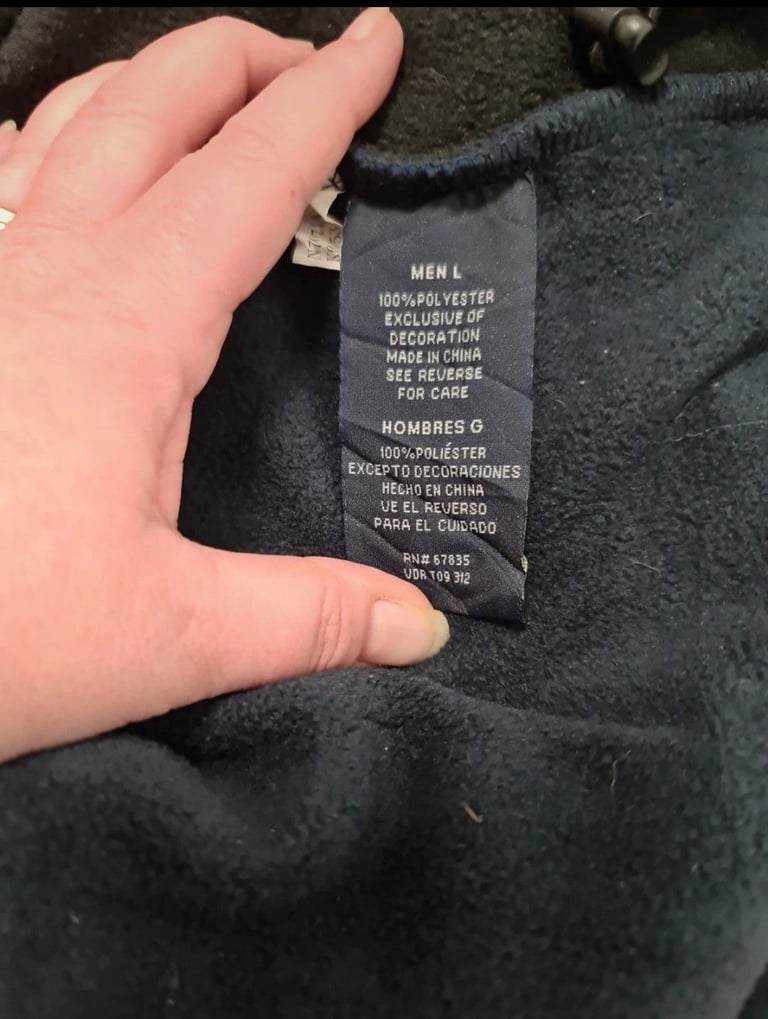 MEN L
100%POLYESTER
EXCLUSIVE OF
DECORATION
MADE IN CHINA
SEE REVERSE
FOR CARE
HOMBRES G
100%POLIÉSTER
EXCEPTO DECORACIONES
HECHO EN CHINA
VE EL REVERSO
PARA EL CUIDADO
RN# 67835
VDR T09 312